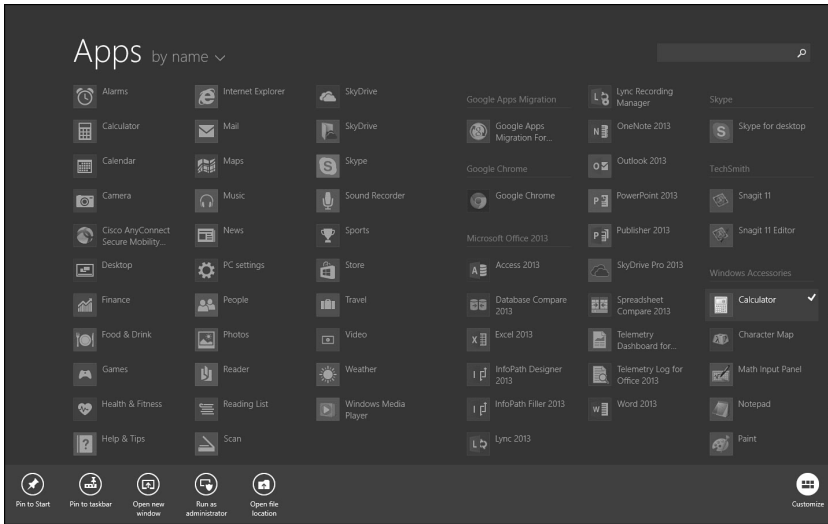 Apps by name
Alarms
Calculator
Calendar
Camera
Cisco AnyConnect
Secure Mobility...
Desktop
Finance
Food & Drink
Games
Health & Fitness
Help & Tips
Internet Explorer
Mail
Maps
Music
News
PC settings
People
Photos
Reader
Reading List
Scan
SkyDrive
SkyDrive
Skype
Sound Recorder
Sports
Store
Travel
Video
Weather
Windows Media
Player
Google Apps Migration
Google Apps
Migration For...
Google Chrome
Google Chrome
Microsoft Office 2013
Access 2013
Database Compare
2013
Excel 2013
InfoPath Designer
2013
InfoPath Filler 2013
Lync 2013
Lync Recording
Manager
OneNote 2013
Outlook 2013
PowerPoint 2013
Publisher 2013
SkyDrive Pro 2013
Spreadsheet
Compare 2013
Telemetry
Dashboard for...
Telemetry Log for
Office 2013
Word 2013
Skype
Skype for desktop
TechSmith
Snagit 11
Snagit 11 Editor
Windows Accessories
Calculator
Character Map
Math Input Panel
Notepad
Paint
Pin to Start
Pin to taskbar
Open new
window
Run as
administrator
Open file
location
Customize